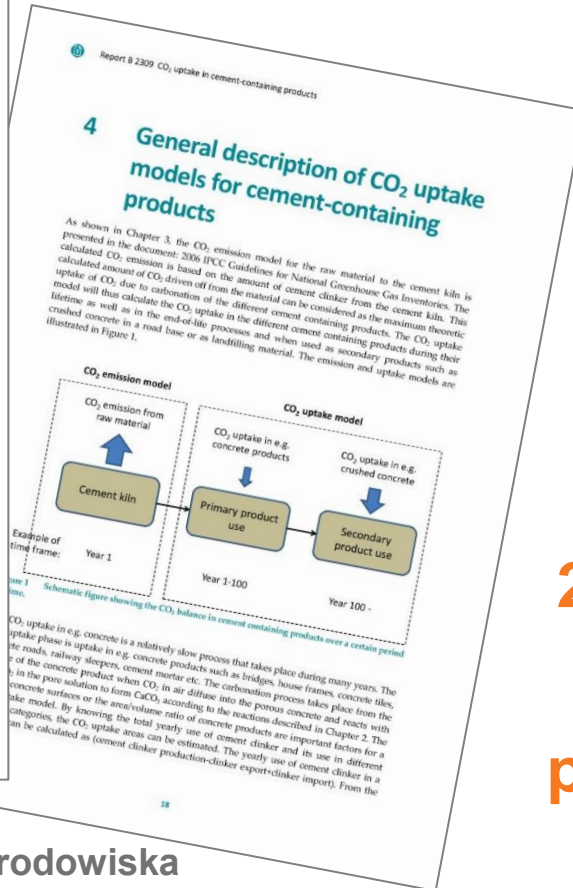 Report B 2309 CO₂ uptake in cement-containing products
4 General description of CO₂ uptake
models for cement-containing
products
As shown in Chapter 3, the CO₂ emission model for the raw material to the cement kiln is
presented in the document: 2006 IPCC Guidelines for National Greenhouse Gas Inventories. The
calculated CO₂ emission is based on the amount of cement clinker from the cement kiln. This
calculated amount of CO₂ driven off from the material can be considered as the maximum theoretic
uptake of CO₂ due to carbonation of the different cement containing products. The CO₂ uptake
model will thus calculate the CO₂ uptake in the different cement containing products during their
lifetime as well as in the end-of-life processes and when used as secondary products such as
crushed concrete in a road base or as landfilling material. The emission and uptake models are
illustrated in Figure 1.
CO₂ emission model
CO₂ uptake model
CO₂ emission from
raw material
CO₂ uptake in e.g.
concrete products
CO₂ uptake in e.g.
crushed concrete
Cement kiln
Primary product
use
Secondary
product use
Example of
time frame:
Year 1
Year 1-100
Year 100 -
ure 1 Schematic figure showing the CO₂ balance in cement containing products over a certain period
ime.
CO₂ uptake in e.g. concrete is a relatively slow process that takes place during many years. The
uptake phase is uptake in e.g. concrete products such as bridges, house frames, concrete tiles,
ete roads, railway sleepers, cement mortar etc. The carbonation process takes place from the
e of the concrete product when CO₂ in air diffuse into the porous concrete and reacts with
in the pore solution to form CaCO₃ according to the reactions described in Chapter 2. The
concrete surfaces or the area/volume ratio of concrete products are important factors for a
take model. By knowing the total yearly use of cement clinker and its use in different
categories, the CO₂ uptake areas can be estimated. The yearly use of cement clinker in a
an be calculated as (cement clinker production-clinker export+clinker import). From the
18
2
p
rodowiska